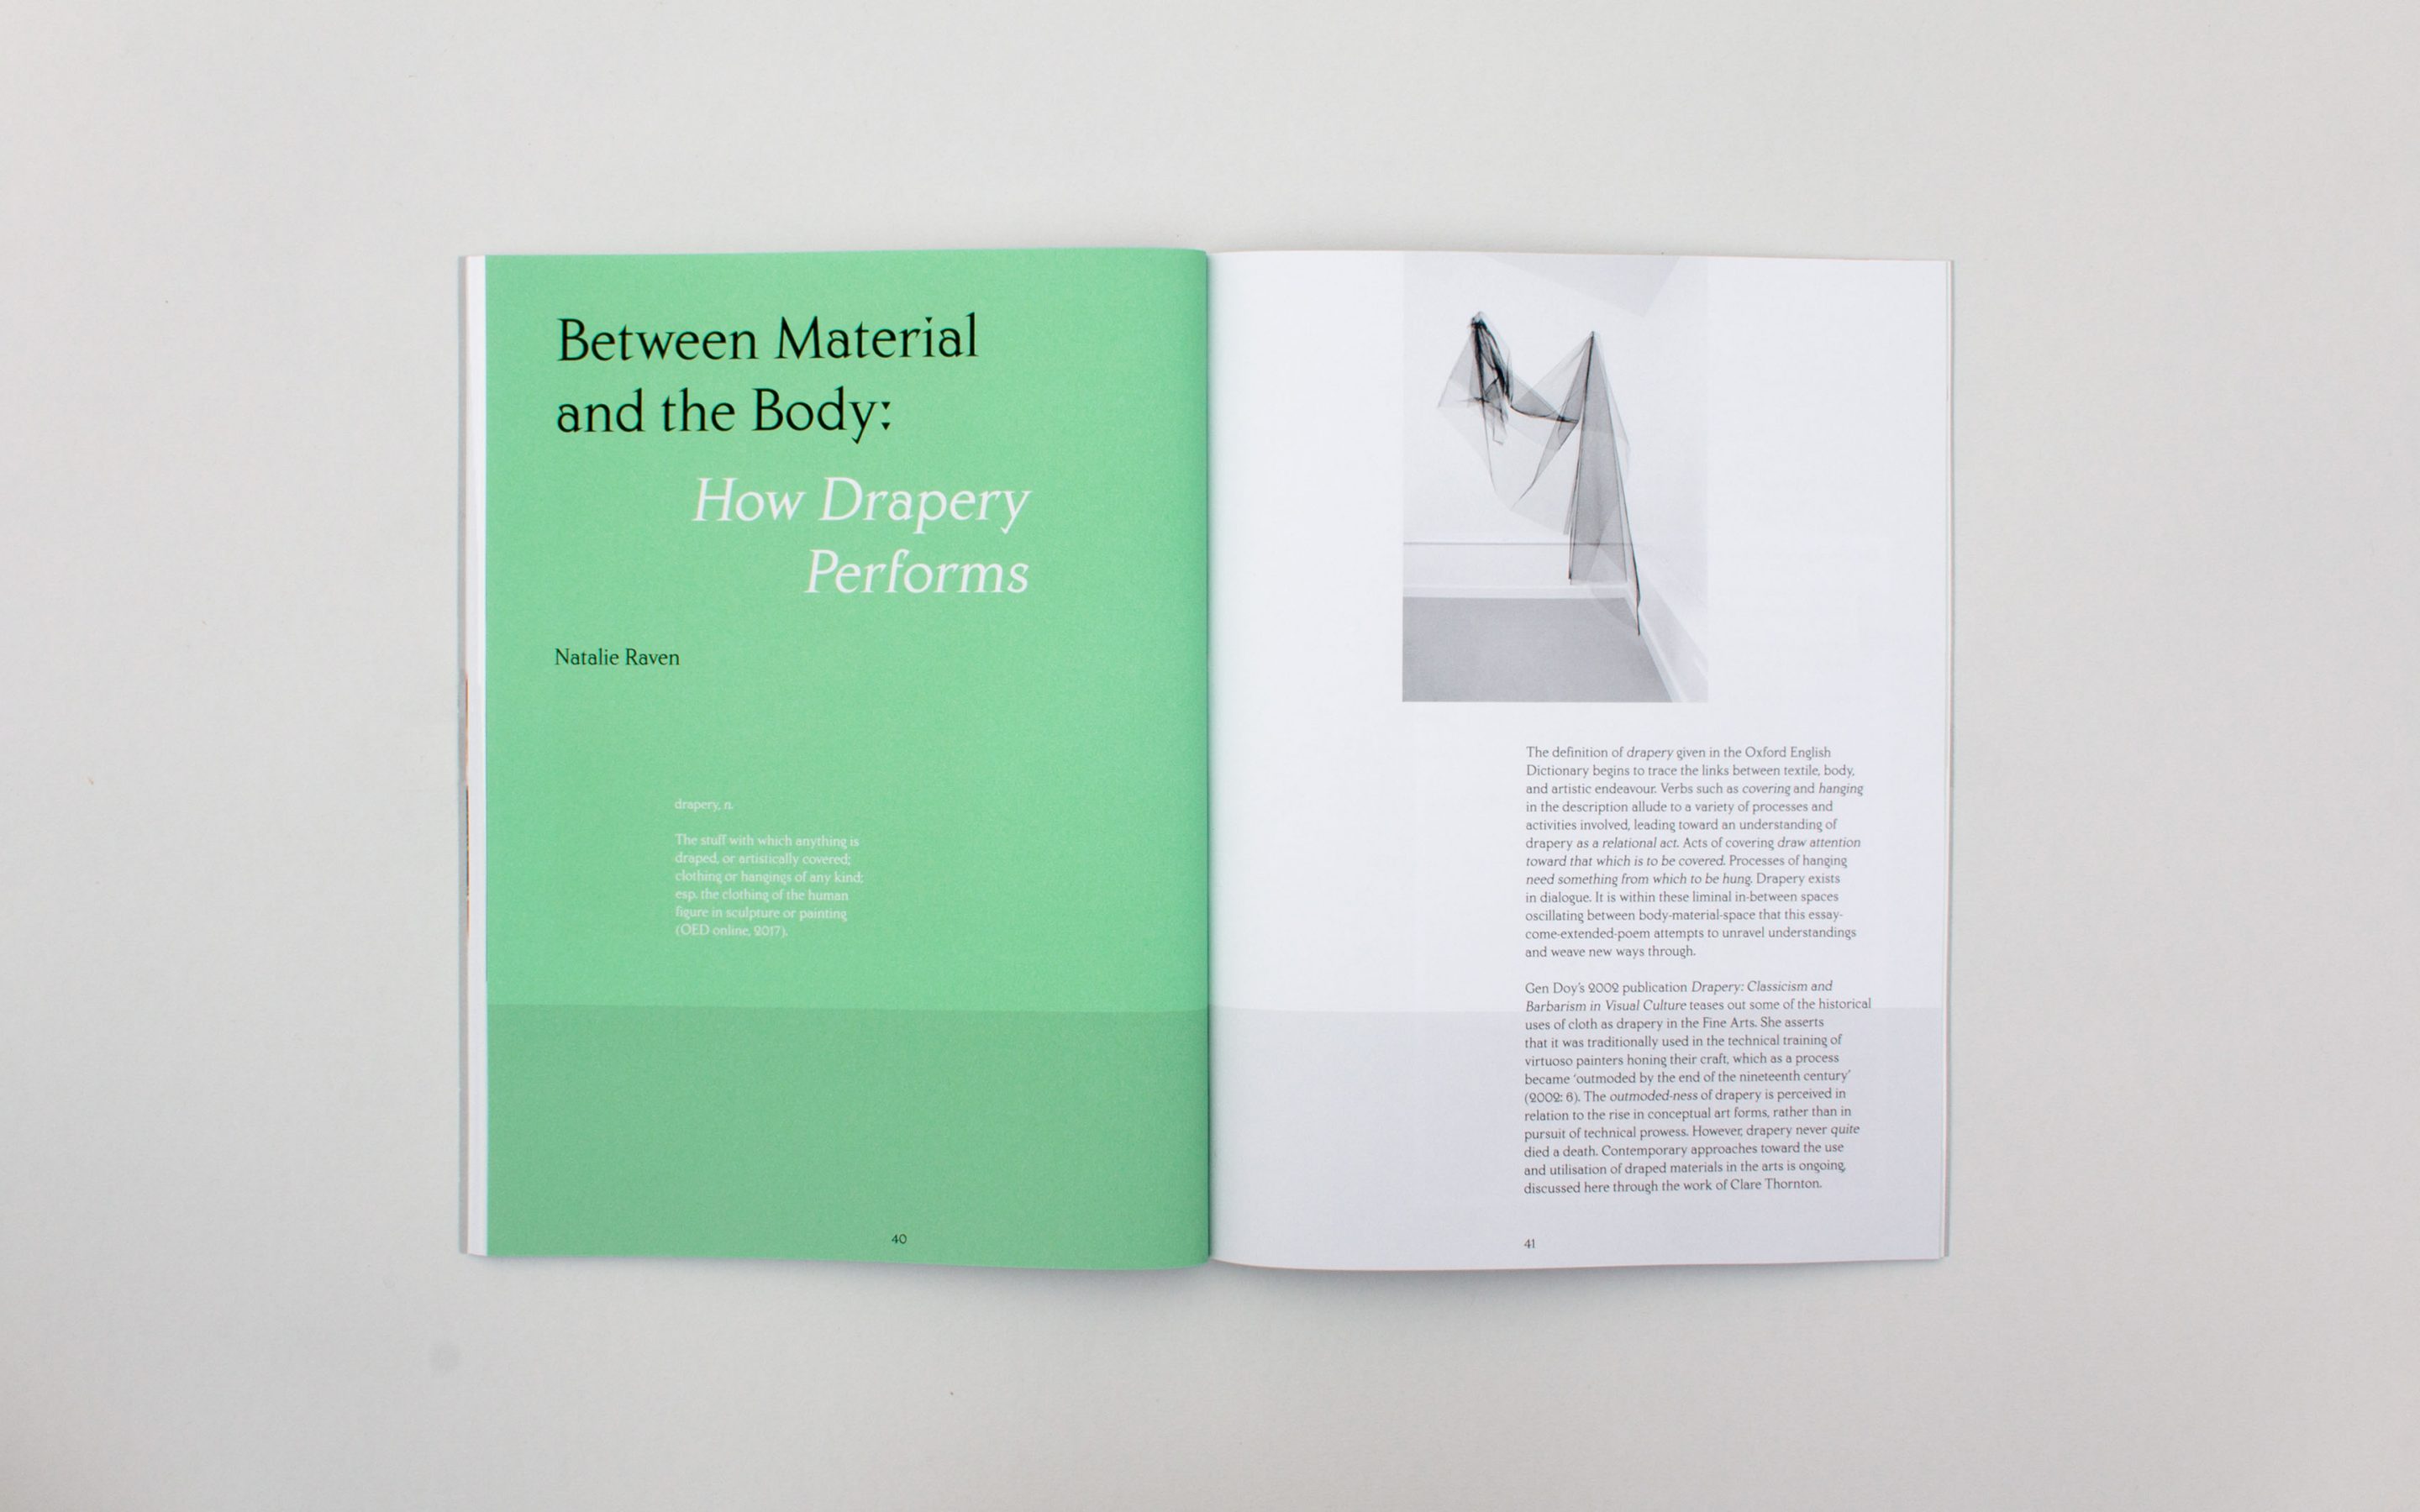 Between Material
and the Body:
How Drapery
Performs
Natalie Raven
drapery, n.
The stuff with which anything is
draped, or artistically covered;
clothing or hangings of any kind;
esp. the clothing of the human
figure in sculpture or painting
(OED online, 2017).
40
The definition of drapery given in the Oxford English
Dictionary begins to trace the links between textile, body,
and artistic endeavour. Verbs such as covering and hanging
in the description allude to a variety of processes and
activities involved, leading toward an understanding of
drapery as a relational act. Acts of covering draw attention
toward that which is to be covered. Processes of hanging
need something from which to be hung. Drapery exists
in dialogue. It is within these liminal in-between spaces
oscillating between body-material-space that this essay-
come-extended-poem attempts to unravel understandings
and weave new ways through.
Gen Doy's 2002 publication Drapery: Classicism and
Barbarism in Visual Culture teases out some of the historical
uses of cloth as drapery in the Fine Arts. She asserts
that it was traditionally used in the technical training of
virtuoso painters honing their craft, which as a process
became 'outmoded by the end of the nineteenth century'
(2002: 6). The outmoded-ness of drapery is perceived in
relation to the rise in conceptual art forms, rather than in
pursuit of technical prowess. However, drapery never quite
died a death. Contemporary approaches toward the use
and utilisation of draped materials in the arts is ongoing,
discussed here through the work of Clare Thornton.
41